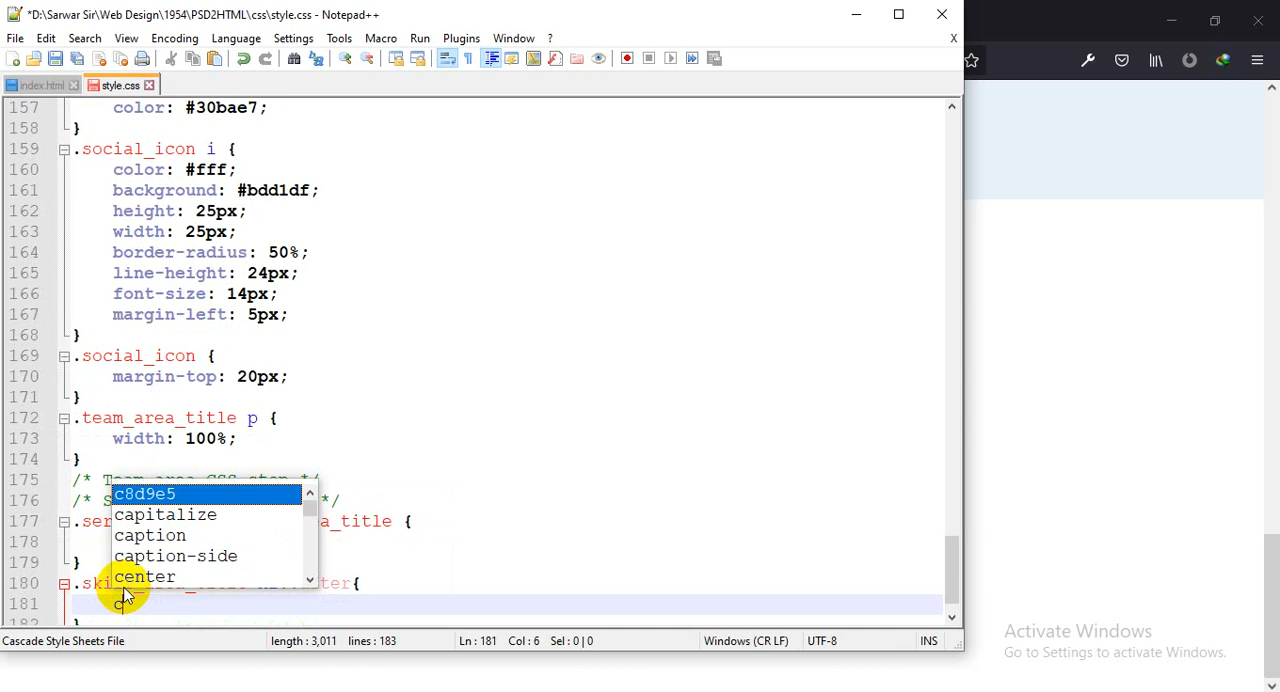 *D:\Sarwar Sir\Web Design\1954\PSD2HTML\css\style.css - Notepad++
File Edit Search View Encoding Language Settings Tools Macro Run Plugins Window ? X
index.html style.css
157 color: #30bae7;
158 }
159 .social_icon i {
160 color: #fff;
161 background: #bdd1df;
162 height: 25px;
163 width: 25px;
164 border-radius: 50%;
165 line-height: 24px;
166 font-size: 14px;
167 margin-left: 5px;
168 }
169 .social_icon {
170 margin-top: 20px;
171 }
172 .team_area_title p {
173 width: 100%;
174 }
175 /* Team area CSS stop */
176 /* S */
177 .ser a_title {
178
179 }
180 .ski ter{
181 c
182 }
c8d9e5
capitalize
caption
caption-side
center
Cascade Style Sheets File length : 3,011 lines : 183 Ln : 181 Col : 6 Sel : 0 | 0 Windows (CR LF) UTF-8 INS
Activate Windows
Go to Settings to activate Windows.